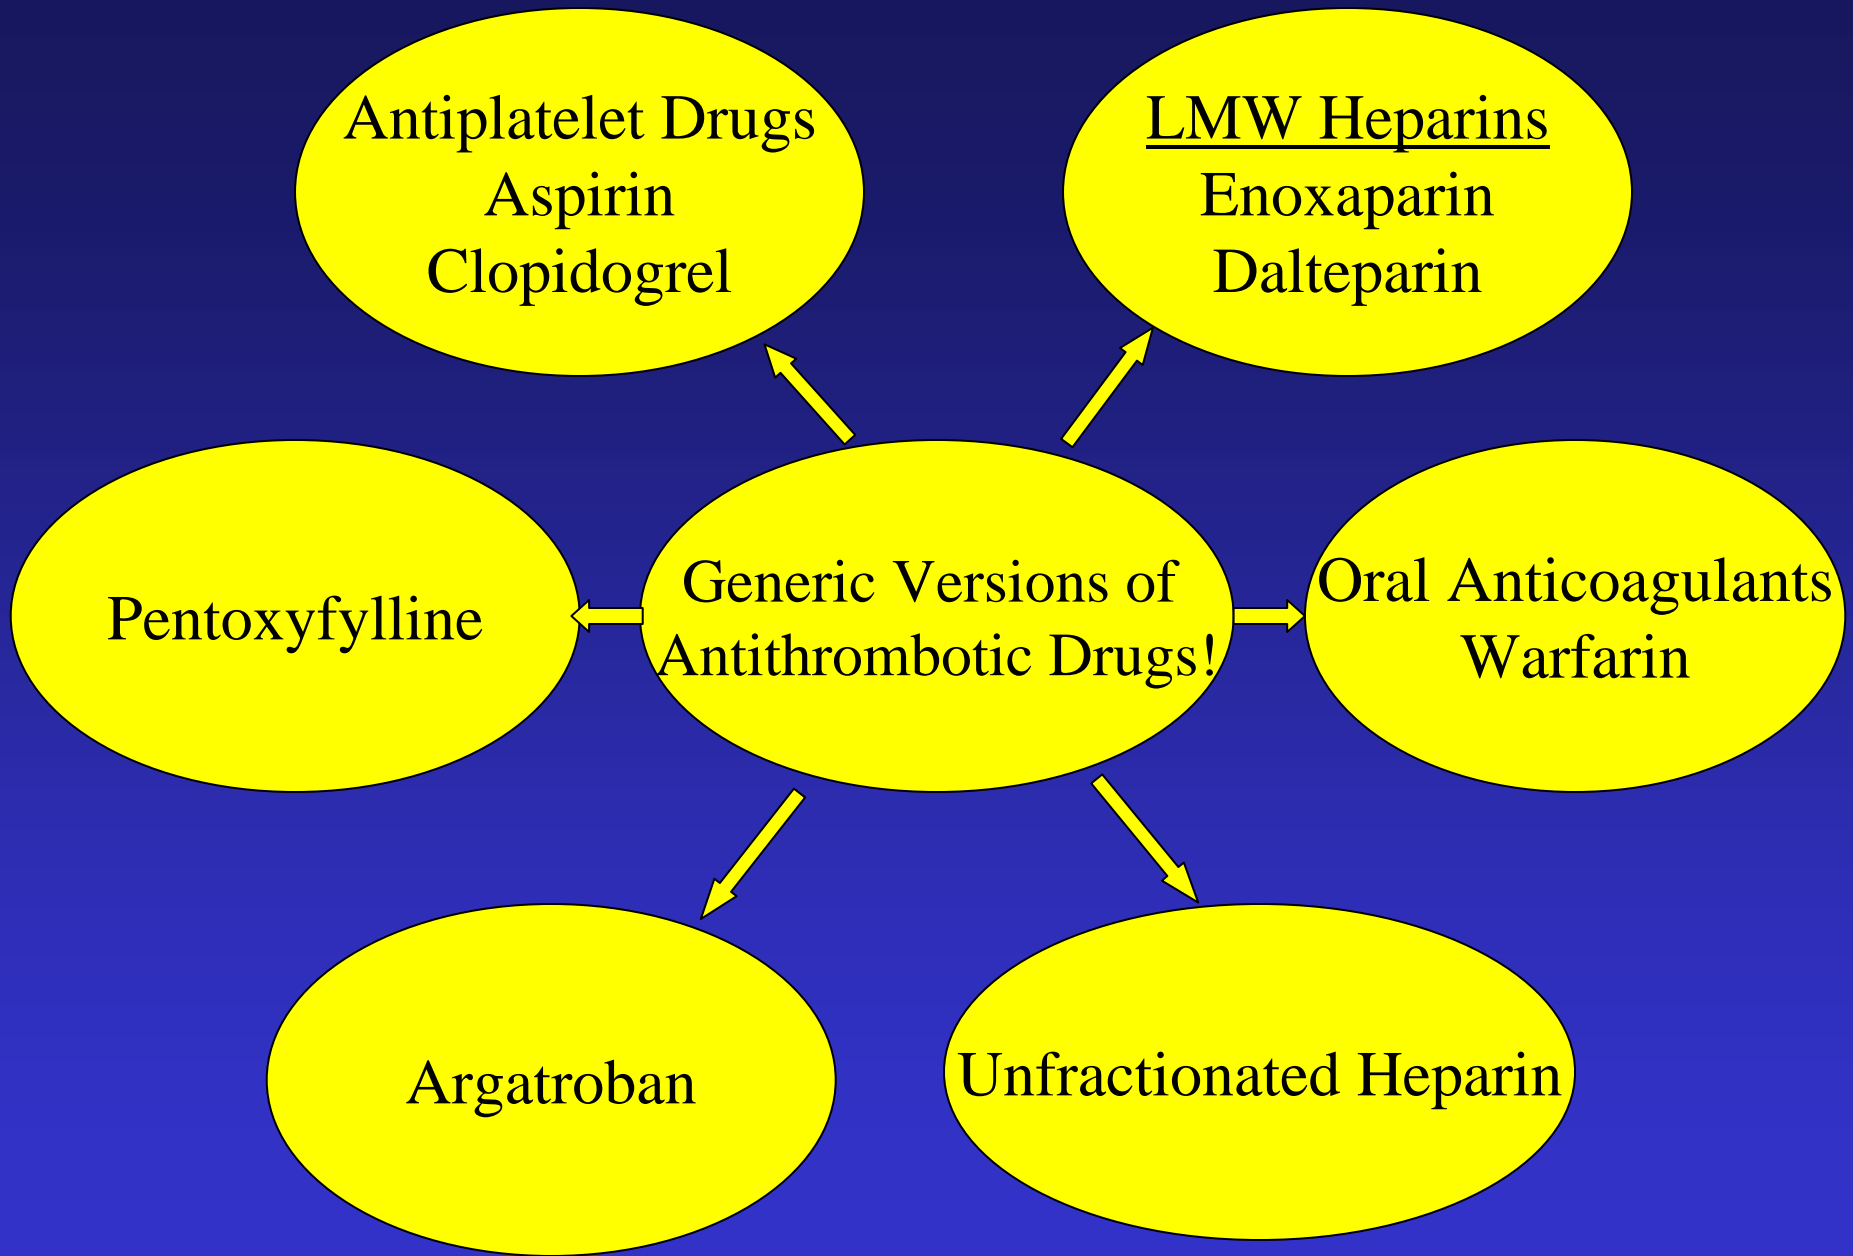 Antiplatelet Drugs
Aspirin
Clopidogrel
LMW Heparins
Enoxaparin
Dalteparin
Pentoxyfylline
Generic Versions of
Antithrombotic Drugs!
Oral Anticoagulants
Warfarin
Argatroban
Unfractionated Heparin